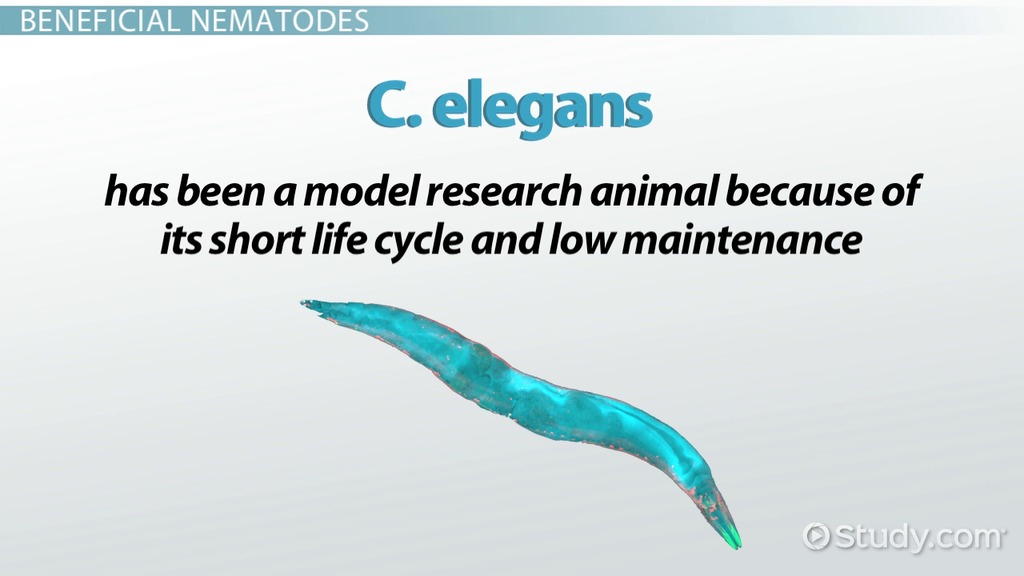 BENEFICIAL NEMATODES
C. elegans
has been a model research animal because of
its short life cycle and low maintenance
Study.com